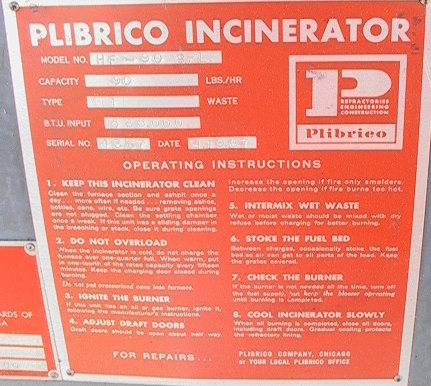 PLIBRICO INCINERATOR
MODEL NO.
CAPACITY 90 LBS/HR
TYPE WASTE
B.T.U. INPUT
SERIAL NO. DATE
P
REFRACTORIES
ENGINEERING
CONSTRUCTION
Plibrico
OPERATING INSTRUCTIONS
1. KEEP THIS INCINERATOR CLEAN
Clean the furnace section and ashpit once a
day... more often if needed... removing ashes,
bottles, cans, wire, etc. Be sure grate openings
are not plugged. Clean the settling chamber
once a week. If this unit has a sliding damper in
the breeching or stack, close it during cleaning.
2. DO NOT OVERLOAD
When the incinerator is cold, do not charge the
furnace over one-quarter full. When warm, put
in one-fourth of the rated capacity every fifteen
minutes. Keep the charging door closed during
burning.
Do not put pressurized cans into furnace.
3. IGNITE THE BURNER
If this unit has an oil or gas burner, ignite it,
following the manufacturer's instructions.
4. ADJUST DRAFT DOORS
Draft doors should be open about half way.
Increase the opening if fire only smolders.
Decrease the opening if fire burns too hot.
5. INTERMIX WET WASTE
Wet or moist waste should be mixed with dry
refuse before charging for better burning.
6. STOKE THE FUEL BED
Between charges, occasionally stoke the fuel
bed so air can get to all parts of the load. Keep
the grates covered.
7. CHECK THE BURNER
If the burner is not needed all the time, turn off
the fuel supply, but keep the blower operating
until burning is completed.
8. COOL INCINERATOR SLOWLY
When all burning is completed, close all doors,
including draft doors. Gradual cooling protects
the refractory lining.
FOR REPAIRS...
PLIBRICO COMPANY, CHICAGO
or YOUR LOCAL PLIBRICO OFFICE
ARDS OF